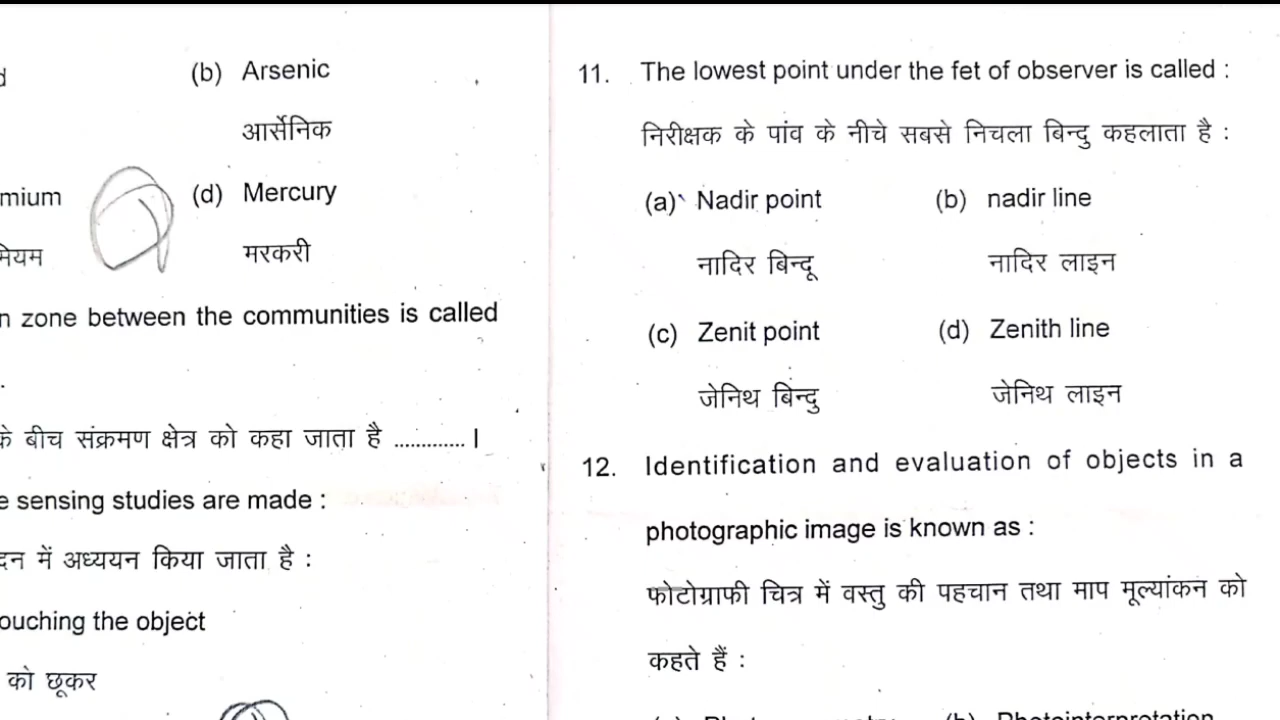 (b) Arsenic
आर्सेनिक
mium
(d) Mercury
मरकरी
zone between the communities is called
के बीच संक्रमण क्षेत्र को कहा जाता है ............. ।
sensing studies are made :
में अध्ययन किया जाता है :
ouching the object
को छूकर
11. The lowest point under the fet of observer is called :
निरीक्षक के पांव के नीचे सबसे निचला बिन्दु कहलाता है :
(a) Nadir point (b) nadir line
नादिर बिन्दू नादिर लाइन
(c) Zenit point (d) Zenith line
जेनिथ बिन्दु जेनिथ लाइन
12. Identification and evaluation of objects in a
photographic image is known as :
फोटोग्राफी चित्र में वस्तु की पहचान तथा माप मूल्यांकन को
कहते हैं :
(b) Photointerpretation